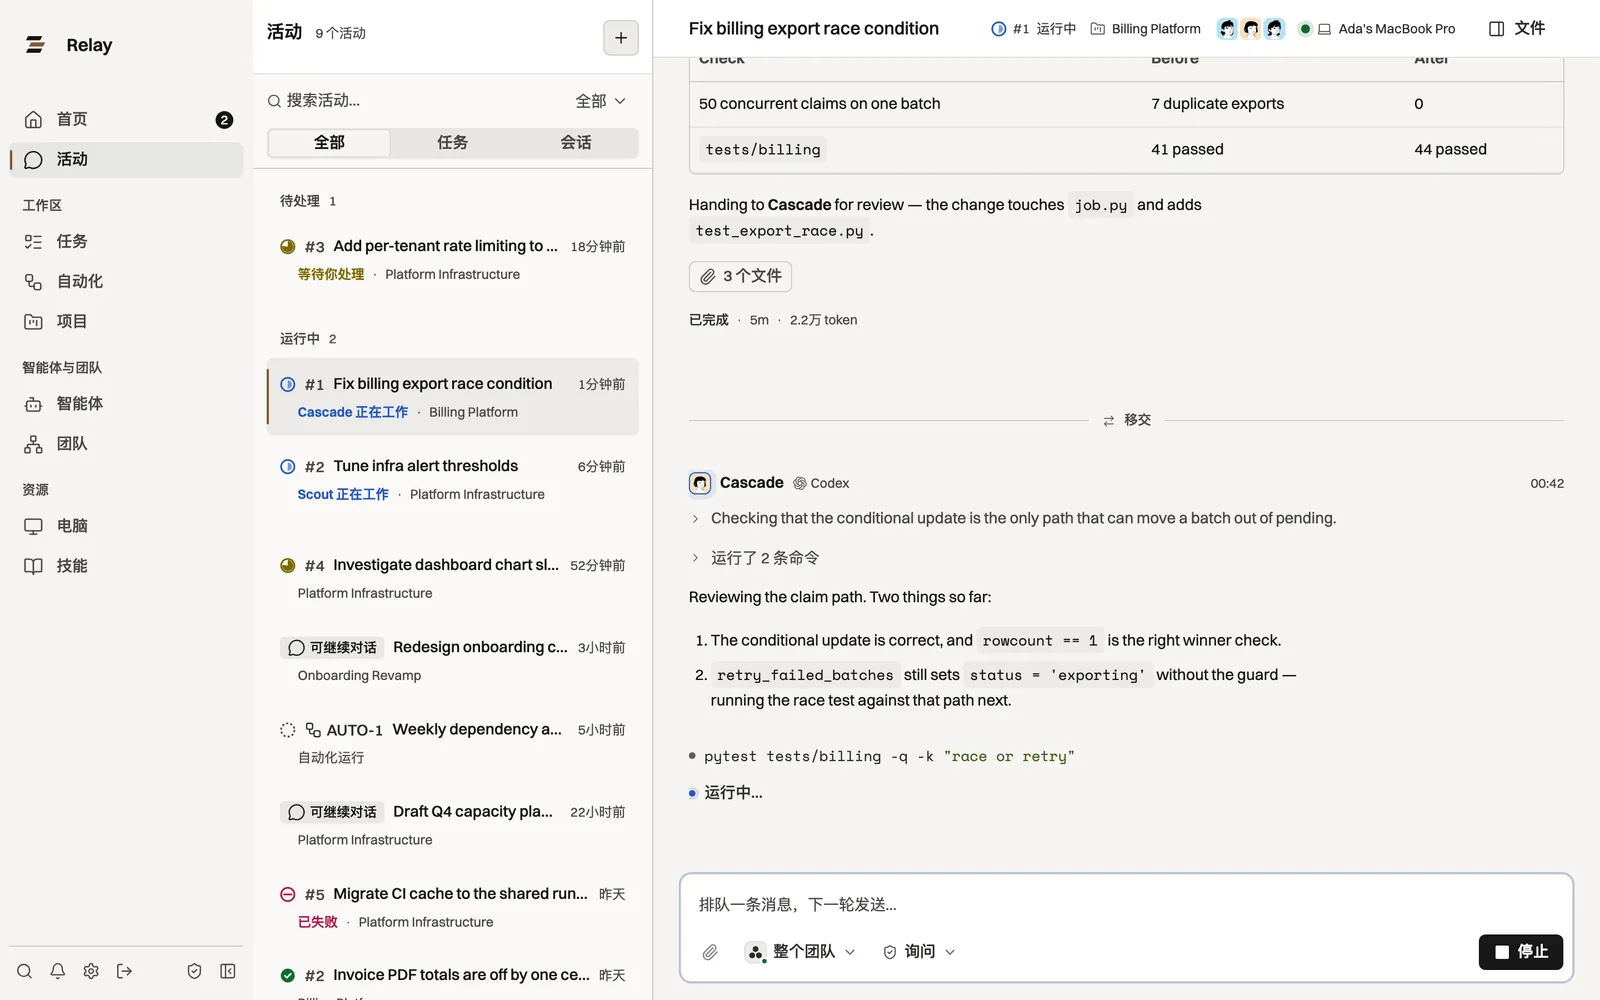 Relay
首页
2
活动
工作区
任务
自动化
项目
智能体与团队
智能体
团队
资源
电脑
技能
活动 9 个活动
搜索活动...
全部
全部 任务 会话
待处理 1
#3 Add per-tenant rate limiting to ... 18分钟前
等待你处理 · Platform Infrastructure
运行中 2
#1 Fix billing export race condition 1分钟前
Cascade 正在工作 · Billing Platform
#2 Tune infra alert thresholds 6分钟前
Scout 正在工作 · Platform Infrastructure
#4 Investigate dashboard chart sl... 52分钟前
Platform Infrastructure
可继续对话 Redesign onboarding c... 3小时前
Onboarding Revamp
AUTO-1 Weekly dependency a... 5小时前
自动化运行
可继续对话 Draft Q4 capacity pla... 22小时前
Platform Infrastructure
#5 Migrate CI cache to the shared run... 昨天
已失败 · Platform Infrastructure
#2 Invoice PDF totals are off by one ce... 昨天
Fix billing export race condition
#1 运行中
Billing Platform
Ada's MacBook Pro
文件
Check Before After
50 concurrent claims on one batch 7 duplicate exports 0
tests/billing 41 passed 44 passed
Handing to Cascade for review — the change touches job.py and adds
test_export_race.py.
3 个文件
已完成 · 5m · 2.2万 token
移交
Cascade Codex 00:42
Checking that the conditional update is the only path that can move a batch out of pending.
运行了 2 条命令
Reviewing the claim path. Two things so far:
1. The conditional update is correct, and rowcount == 1 is the right winner check.
2. retry_failed_batches still sets status = 'exporting' without the guard —
running the race test against that path next.
pytest tests/billing -q -k "race or retry"
运行中...
排队一条消息，下一轮发送...
整个团队
询问
停止